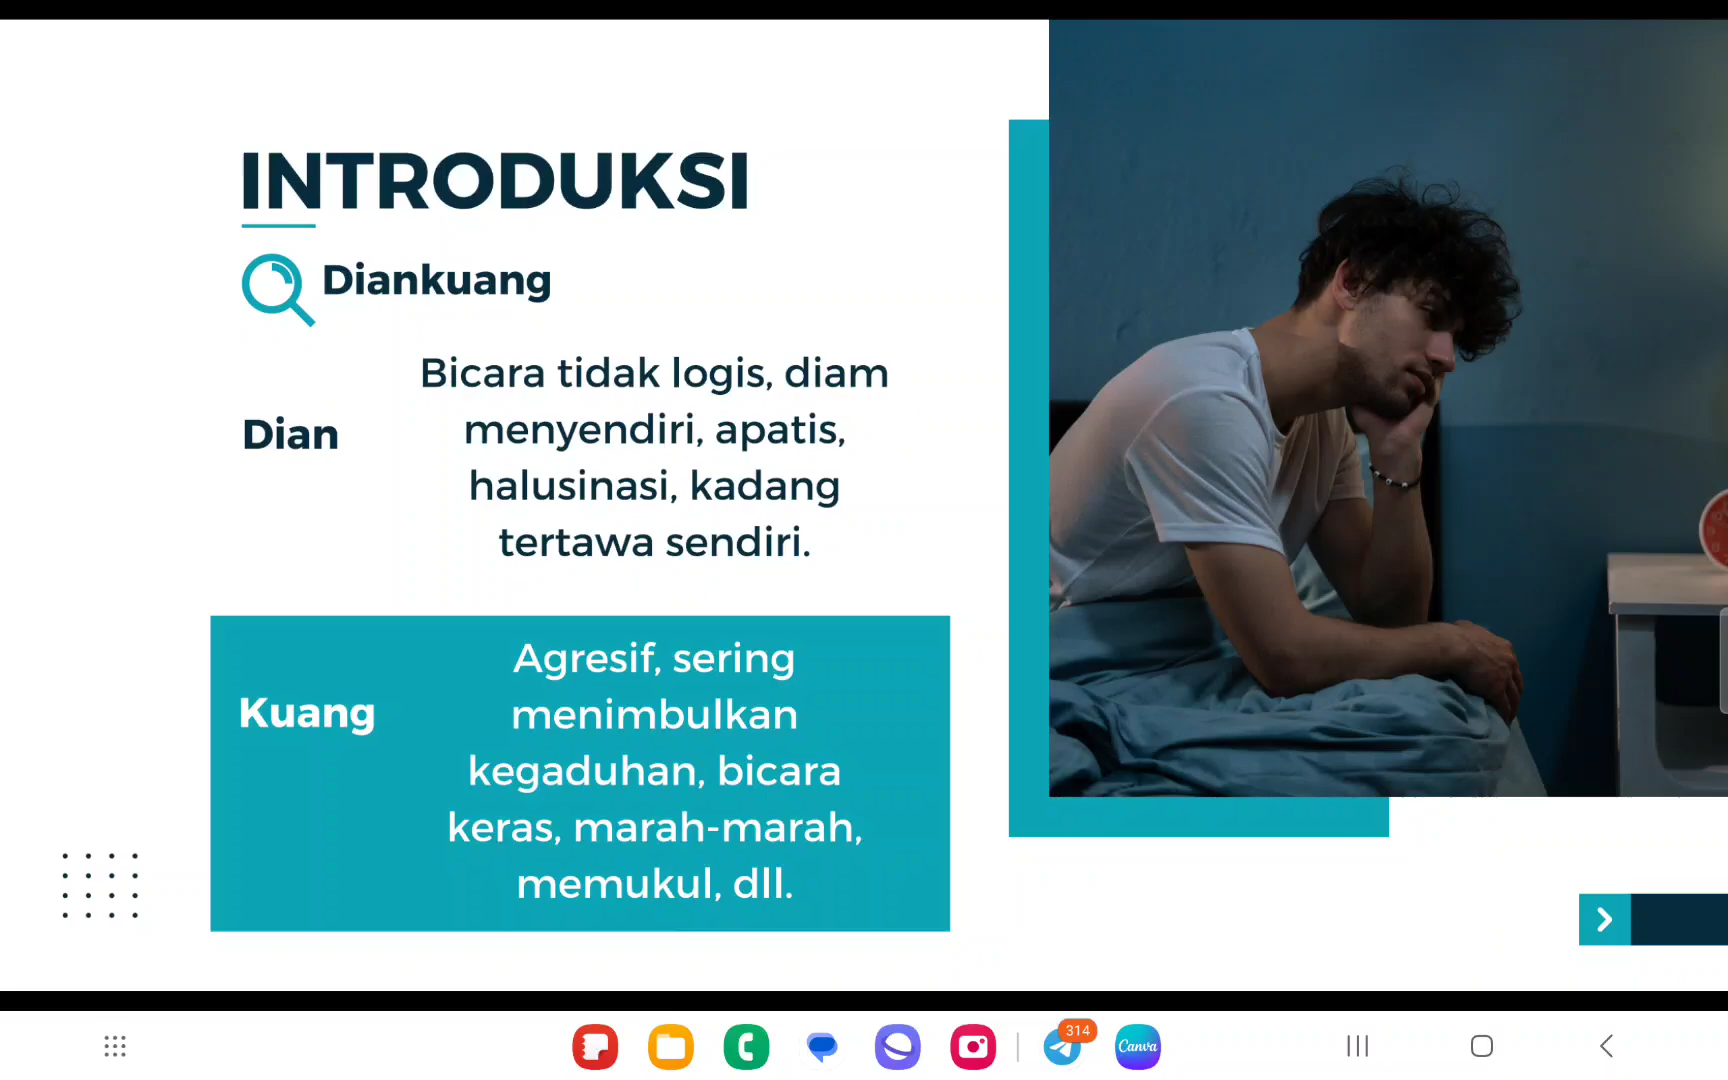 INTRODUKSI
Diankuang
Dian
Bicara tidak logis, diam
menyendiri, apatis,
halusinasi, kadang
tertawa sendiri.
Kuang
Agresif, sering
menimbulkan
kegaduhan, bicara
keras, marah-marah,
memukul, dll.
314
Canva